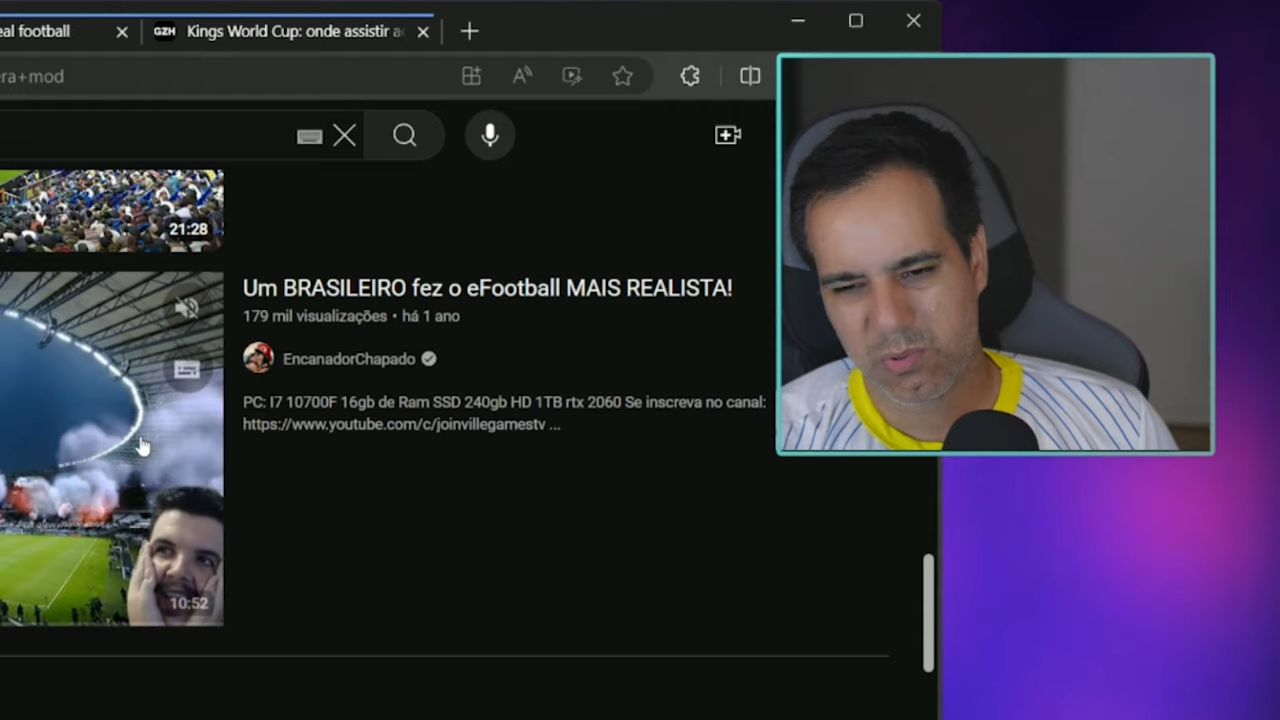 eal football
GZH Kings World Cup: onde assistir a
ra+mod
21:28
Um BRASILEIRO fez o eFootball MAIS REALISTA!
179 mil visualizações • há 1 ano
EncanadorChapado
PC: I7 10700F 16gb de Ram SSD 240gb HD 1TB rtx 2060 Se inscreva no canal:
https://www.youtube.com/c/joinvillegamestv ...
10:52